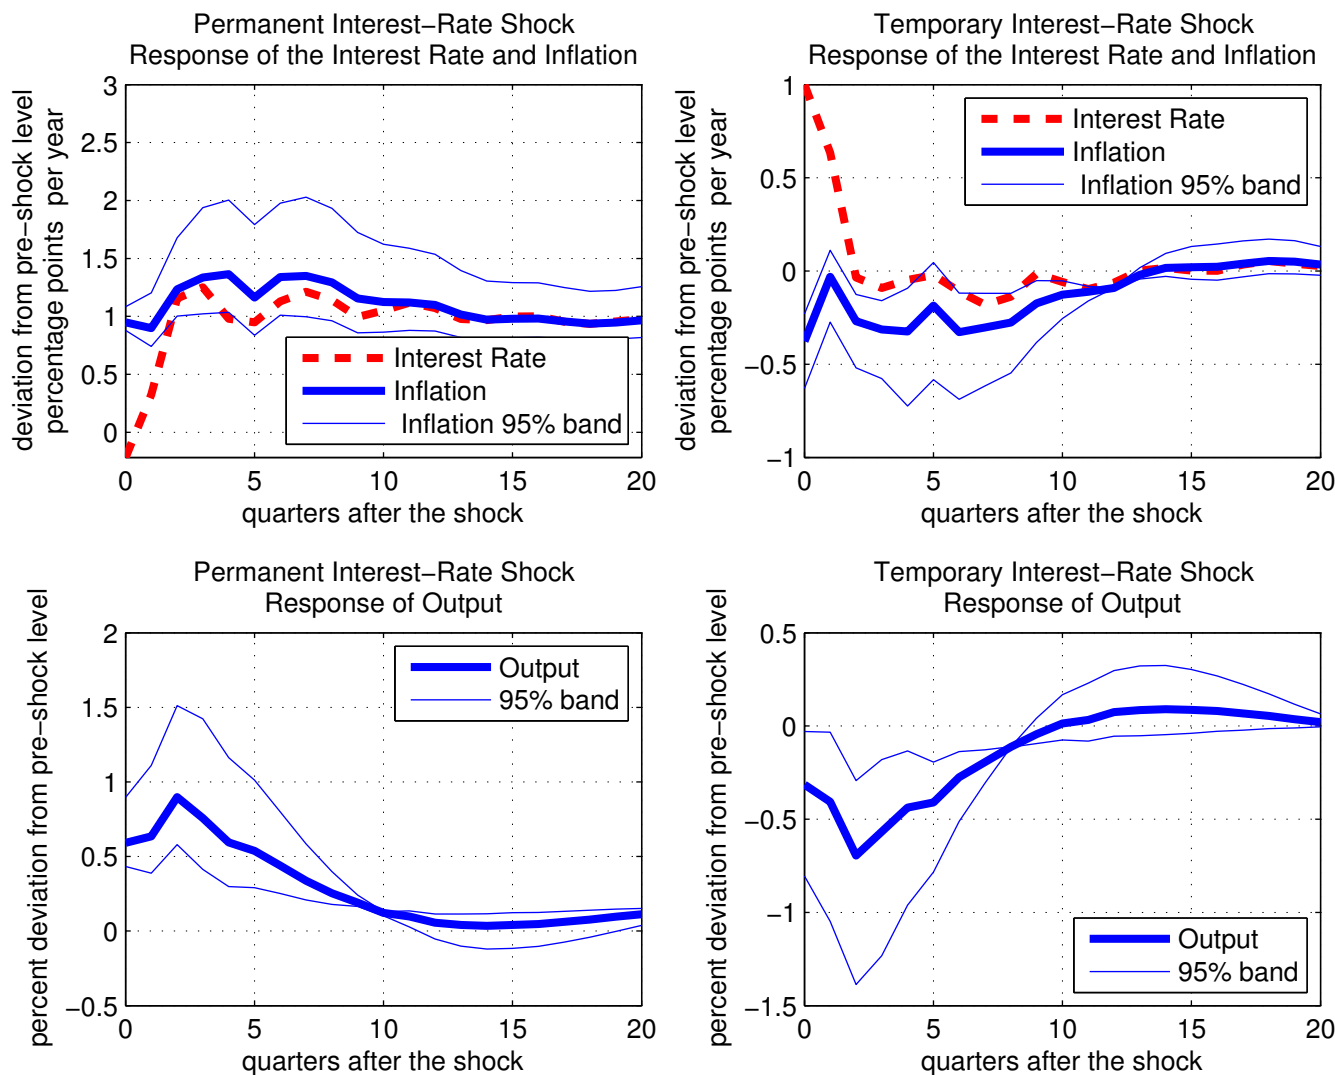 Permanent Interest−Rate Shock
Response of the Interest Rate and Inflation
deviation from pre−shock level
percentage points  per year
3
2.5
2
1.5
1
0.5
0
Interest Rate
Inflation
Inflation 95% band
0 5 10 15 20
quarters after the shock
Temporary Interest−Rate Shock
Response of the Interest Rate and Inflation
deviation from pre−shock level
percentage points  per year
1
0.5
0
−0.5
−1
Interest Rate
Inflation
Inflation 95% band
0 5 10 15 20
quarters after the shock
Permanent Interest−Rate Shock
Response of Output
percent deviation from pre−shock level
2
1.5
1
0.5
0
−0.5
Output
95% band
0 5 10 15 20
quarters after the shock
Temporary Interest−Rate Shock
Response of Output
percent deviation from pre−shock level
0.5
0
−0.5
−1
−1.5
Output
95% band
0 5 10 15 20
quarters after the shock